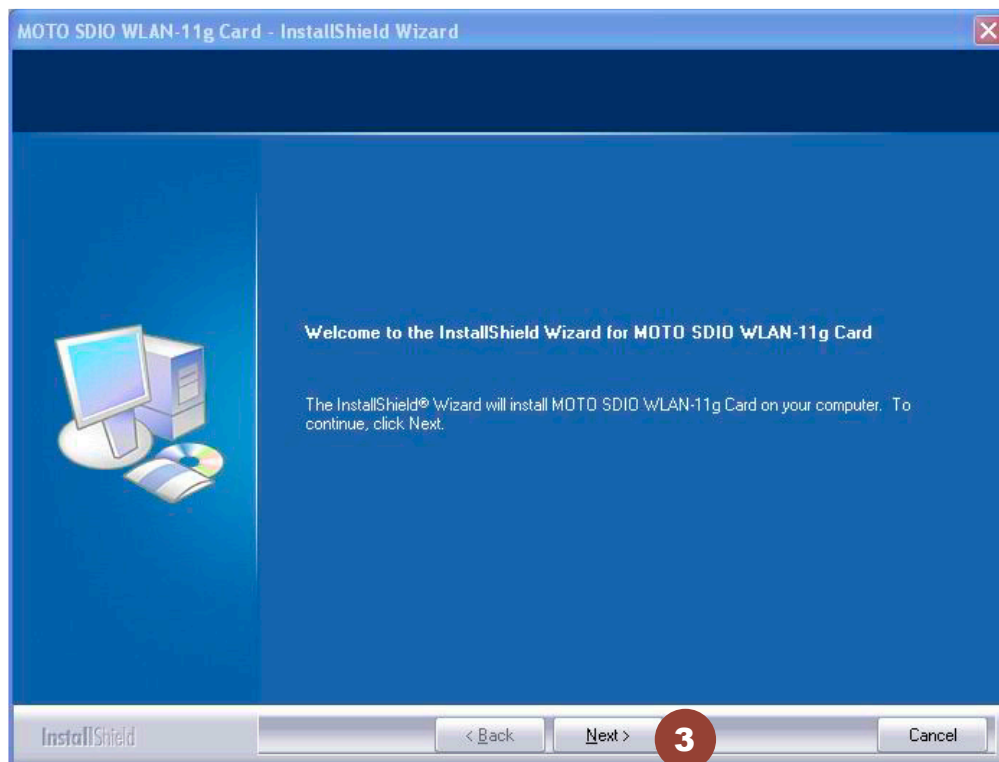 MOTO SDIO WLAN-11g Card - InstallShield Wizard
Welcome to the InstallShield Wizard for MOTO SDIO WLAN-11g Card
The InstallShield® Wizard will install MOTO SDIO WLAN-11g Card on your computer. To
continue, click Next.
InstallShield
< Back
Next >
3
Cancel